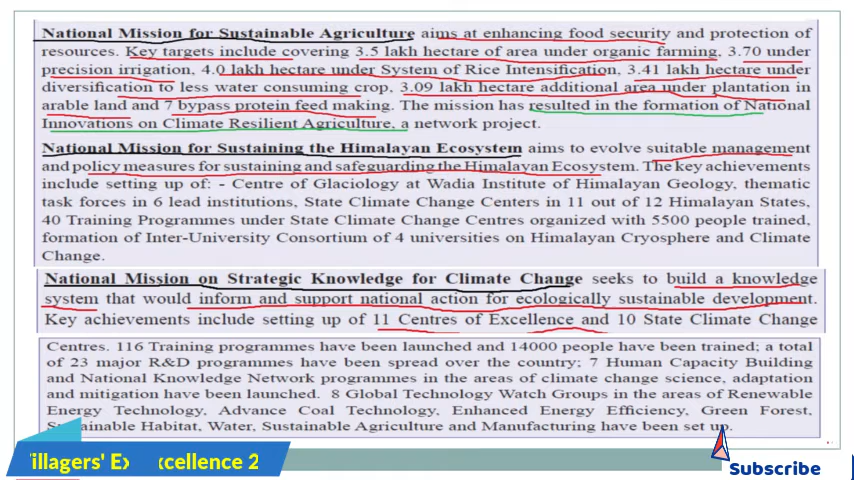 National Mission for Sustainable Agriculture aims at enhancing food security and protection of
resources. Key targets include covering 3.5 lakh hectare of area under organic farming, 3.70 under
precision irrigation, 4.0 lakh hectare under System of Rice Intensification, 3.41 lakh hectare under
diversification to less water consuming crop, 3.09 lakh hectare additional area under plantation in
arable land and 7 bypass protein feed making. The mission has resulted in the formation of National
Innovations on Climate Resilient Agriculture, a network project.
National Mission for Sustaining the Himalayan Ecosystem aims to evolve suitable management
and policy measures for sustaining and safeguarding the Himalayan Ecosystem. The key achievements
include setting up of: - Centre of Glaciology at Wadia Institute of Himalayan Geology, thematic
task forces in 6 lead institutions, State Climate Change Centers in 11 out of 12 Himalayan States,
40 Training Programmes under State Climate Change Centres organized with 5500 people trained,
formation of Inter-University Consortium of 4 universities on Himalayan Cryosphere and Climate
Change.
National Mission on Strategic Knowledge for Climate Change seeks to build a knowledge
system that would inform and support national action for ecologically sustainable development.
Key achievements include setting up of 11 Centres of Excellence and 10 State Climate Change
Centres. 116 Training programmes have been launched and 14000 people have been trained; a total
of 23 major R&D programmes have been spread over the country; 7 Human Capacity Building
and National Knowledge Network programmes in the areas of climate change science, adaptation
and mitigation have been launched. 8 Global Technology Watch Groups in the areas of Renewable
Energy Technology, Advance Coal Technology, Enhanced Energy Efficiency, Green Forest,
Sustainable Habitat, Water, Sustainable Agriculture and Manufacturing have been set up.
illagers' Ex xcellence 2
Subscribe